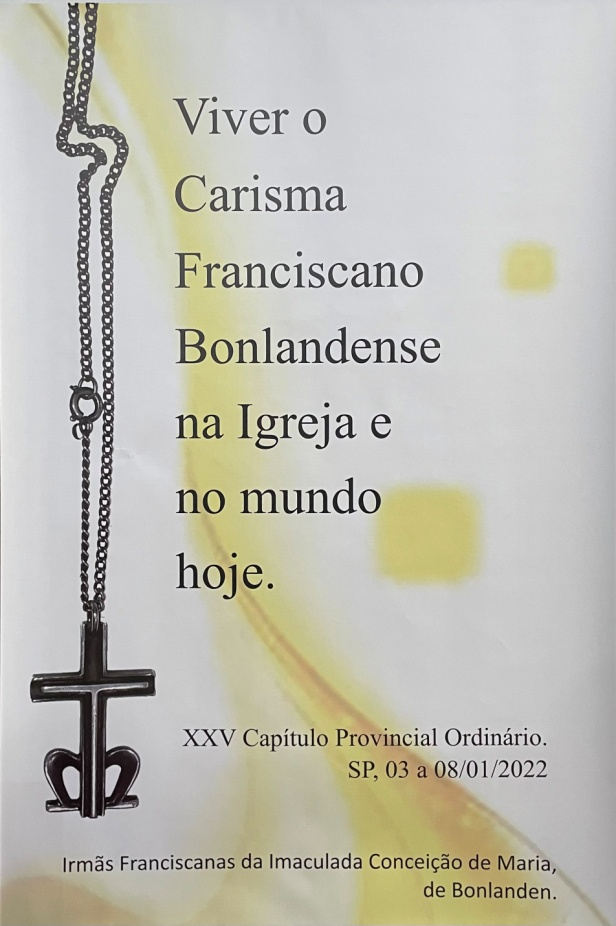 Viver o
Carisma
Franciscano
Bonlandense
na Igreja e
no mundo
hoje.
XXV Capítulo Provincial Ordinário.
SP, 03 a 08/01/2022
Irmãs Franciscanas da Imaculada Conceição de Maria,
de Bonlanden.